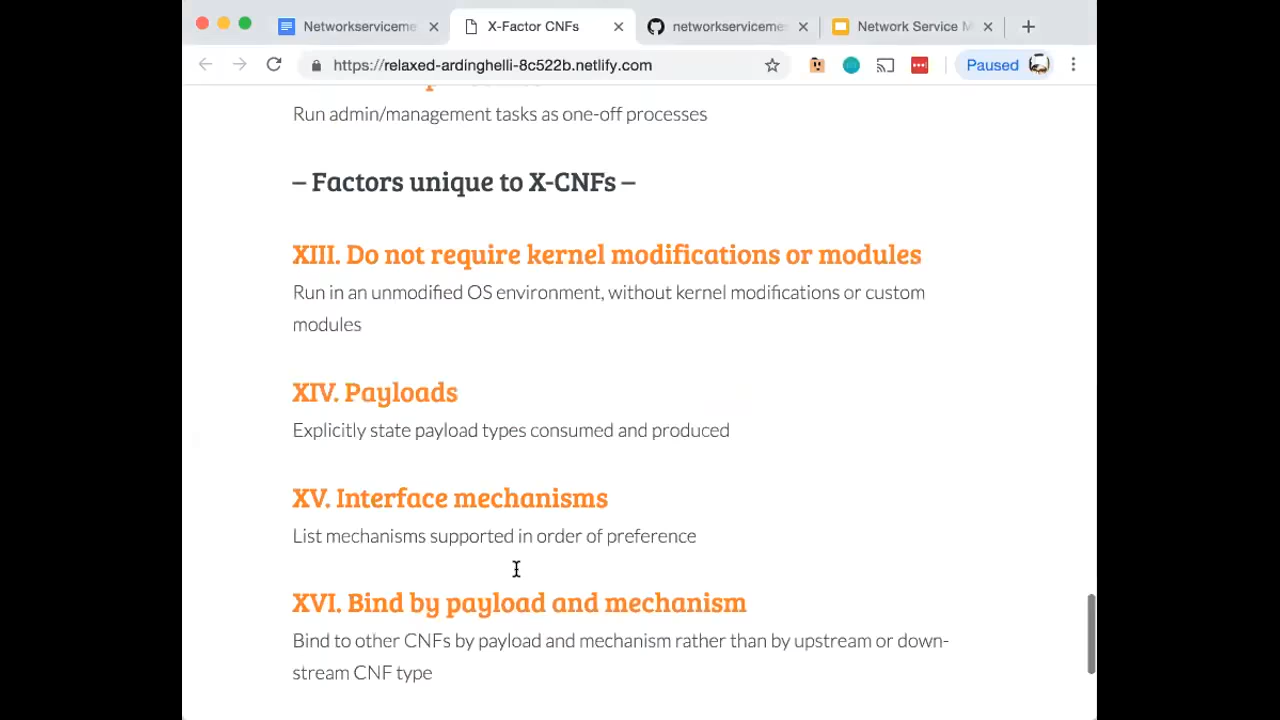 Networkserviceme
X-Factor CNFs
networkservicemes
Network Service M
https://relaxed-ardinghelli-8c522b.netlify.com
Paused
Run admin/management tasks as one-off processes
– Factors unique to X-CNFs –
XIII. Do not require kernel modifications or modules
Run in an unmodified OS environment, without kernel modifications or custom
modules
XIV. Payloads
Explicitly state payload types consumed and produced
XV. Interface mechanisms
List mechanisms supported in order of preference
XVI. Bind by payload and mechanism
Bind to other CNFs by payload and mechanism rather than by upstream or down-
stream CNF type